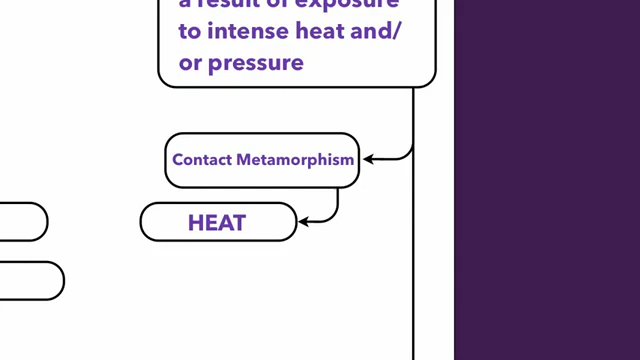 a result of exposure
to intense heat and/
or pressure
Contact Metamorphism
HEAT